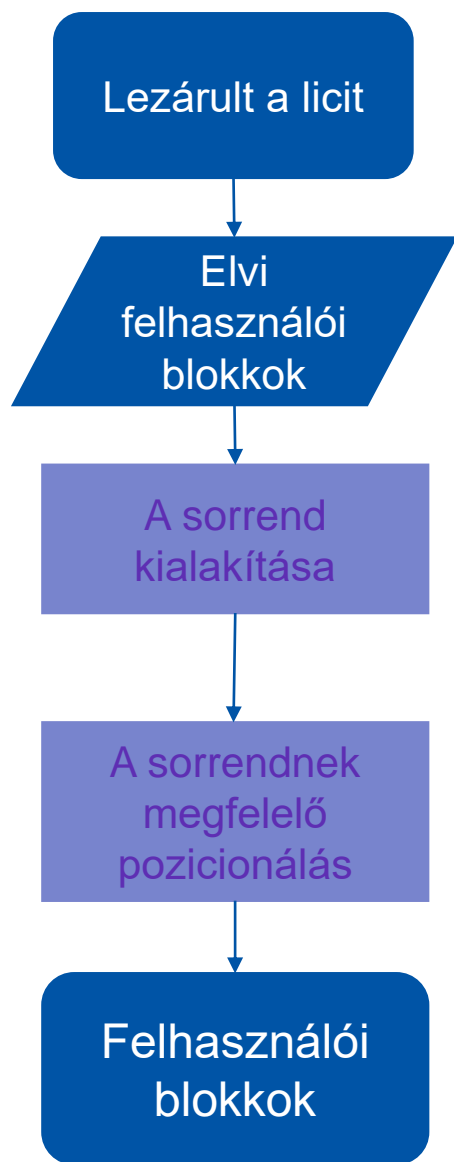 Lezárult a licit
Elvi
felhasználói
blokkok
A sorrend
kialakítása
A sorrendnek
megfelelő
pozicionálás
Felhasználói
blokkok